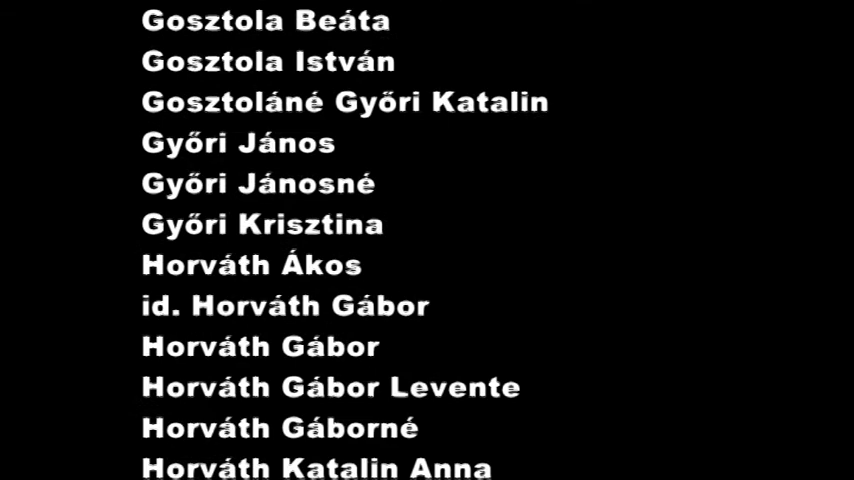 Gosztola Beáta
Gosztola István
Gosztoláné Győri Katalin
Győri János
Győri Jánosné
Győri Krisztina
Horváth Ákos
id. Horváth Gábor
Horváth Gábor
Horváth Gábor Levente
Horváth Gáborné
Horváth Katalin Anna